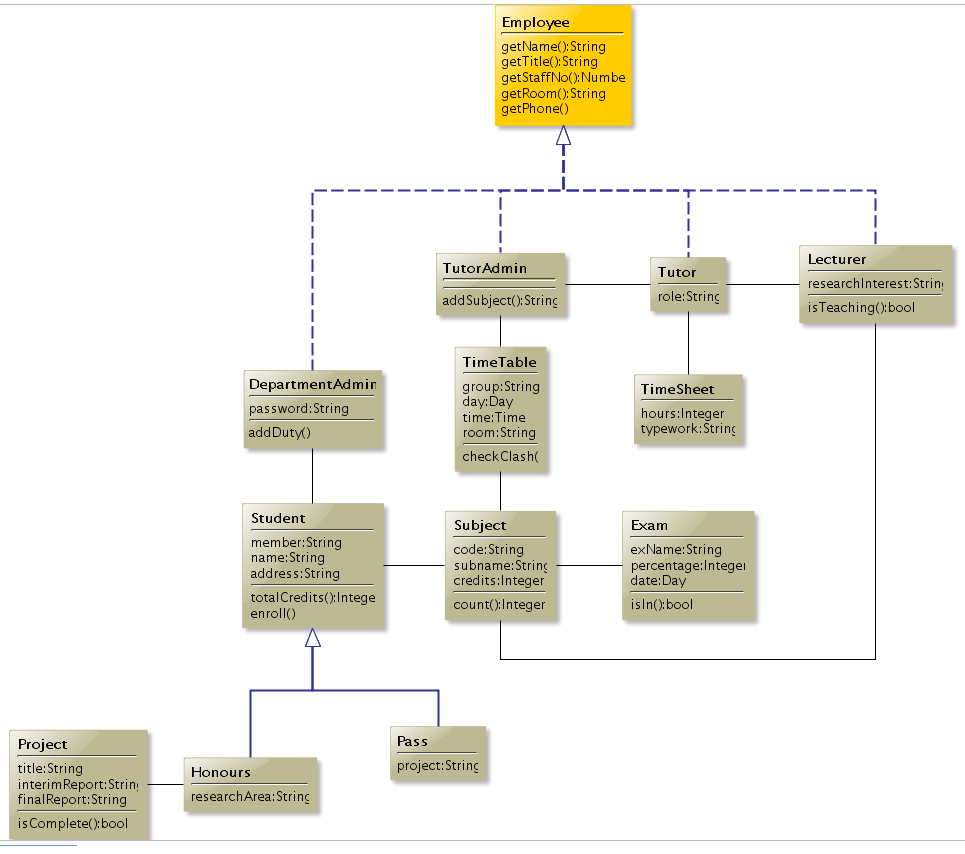 Employee
getName():String
getTitle():String
getStaffNo():Numbe
getRoom():String
getPhone()
TutorAdmin
addSubject():String
Tutor
role:String
Lecturer
researchInterest:String
isTeaching():bool
DepartmentAdmin
password:String
addDuty()
TimeTable
group:String
day:Day
time:Time
room:String
checkClash(
TimeSheet
hours:Integer
typework:String
Student
member:String
name:String
address:String
totalCredits():Intege
enroll()
Subject
code:String
subname:String
credits:Integer
count():Integer
Exam
exName:String
percentage:Integer
date:Day
isIn():bool
Project
title:String
interimReport:String
finalReport:String
isComplete():bool
Honours
researchArea:String
Pass
project:String